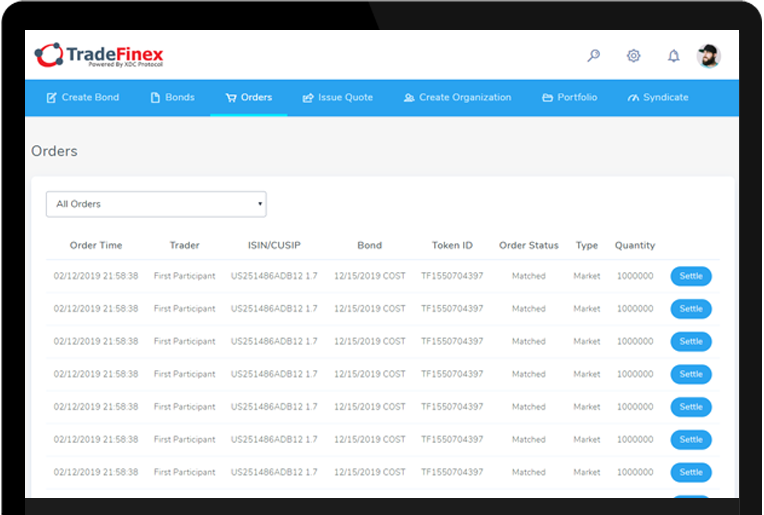 TradeFinex
Powered By XDC Protocol
Create Bond Bonds Orders Issue Quote Create Organization Portfolio Syndicate
Orders
All Orders
Order Time Trader ISIN/CUSIP Bond Token ID Order Status Type Quantity
02/12/2019 21:58:38 First Participant US251486ADB12 1.7 12/15/2019 COST TF1550704397 Matched Market 1000000 Settle
02/12/2019 21:58:38 First Participant US251486ADB12 1.7 12/15/2019 COST TF1550704397 Matched Market 1000000 Settle
02/12/2019 21:58:38 First Participant US251486ADB12 1.7 12/15/2019 COST TF1550704397 Matched Market 1000000 Settle
02/12/2019 21:58:38 First Participant US251486ADB12 1.7 12/15/2019 COST TF1550704397 Matched Market 1000000 Settle
02/12/2019 21:58:38 First Participant US251486ADB12 1.7 12/15/2019 COST TF1550704397 Matched Market 1000000 Settle
02/12/2019 21:58:38 First Participant US251486ADB12 1.7 12/15/2019 COST TF1550704397 Matched Market 1000000 Settle
02/12/2019 21:58:38 First Participant US251486ADB12 1.7 12/15/2019 COST TF1550704397 Matched Market 1000000 Settle